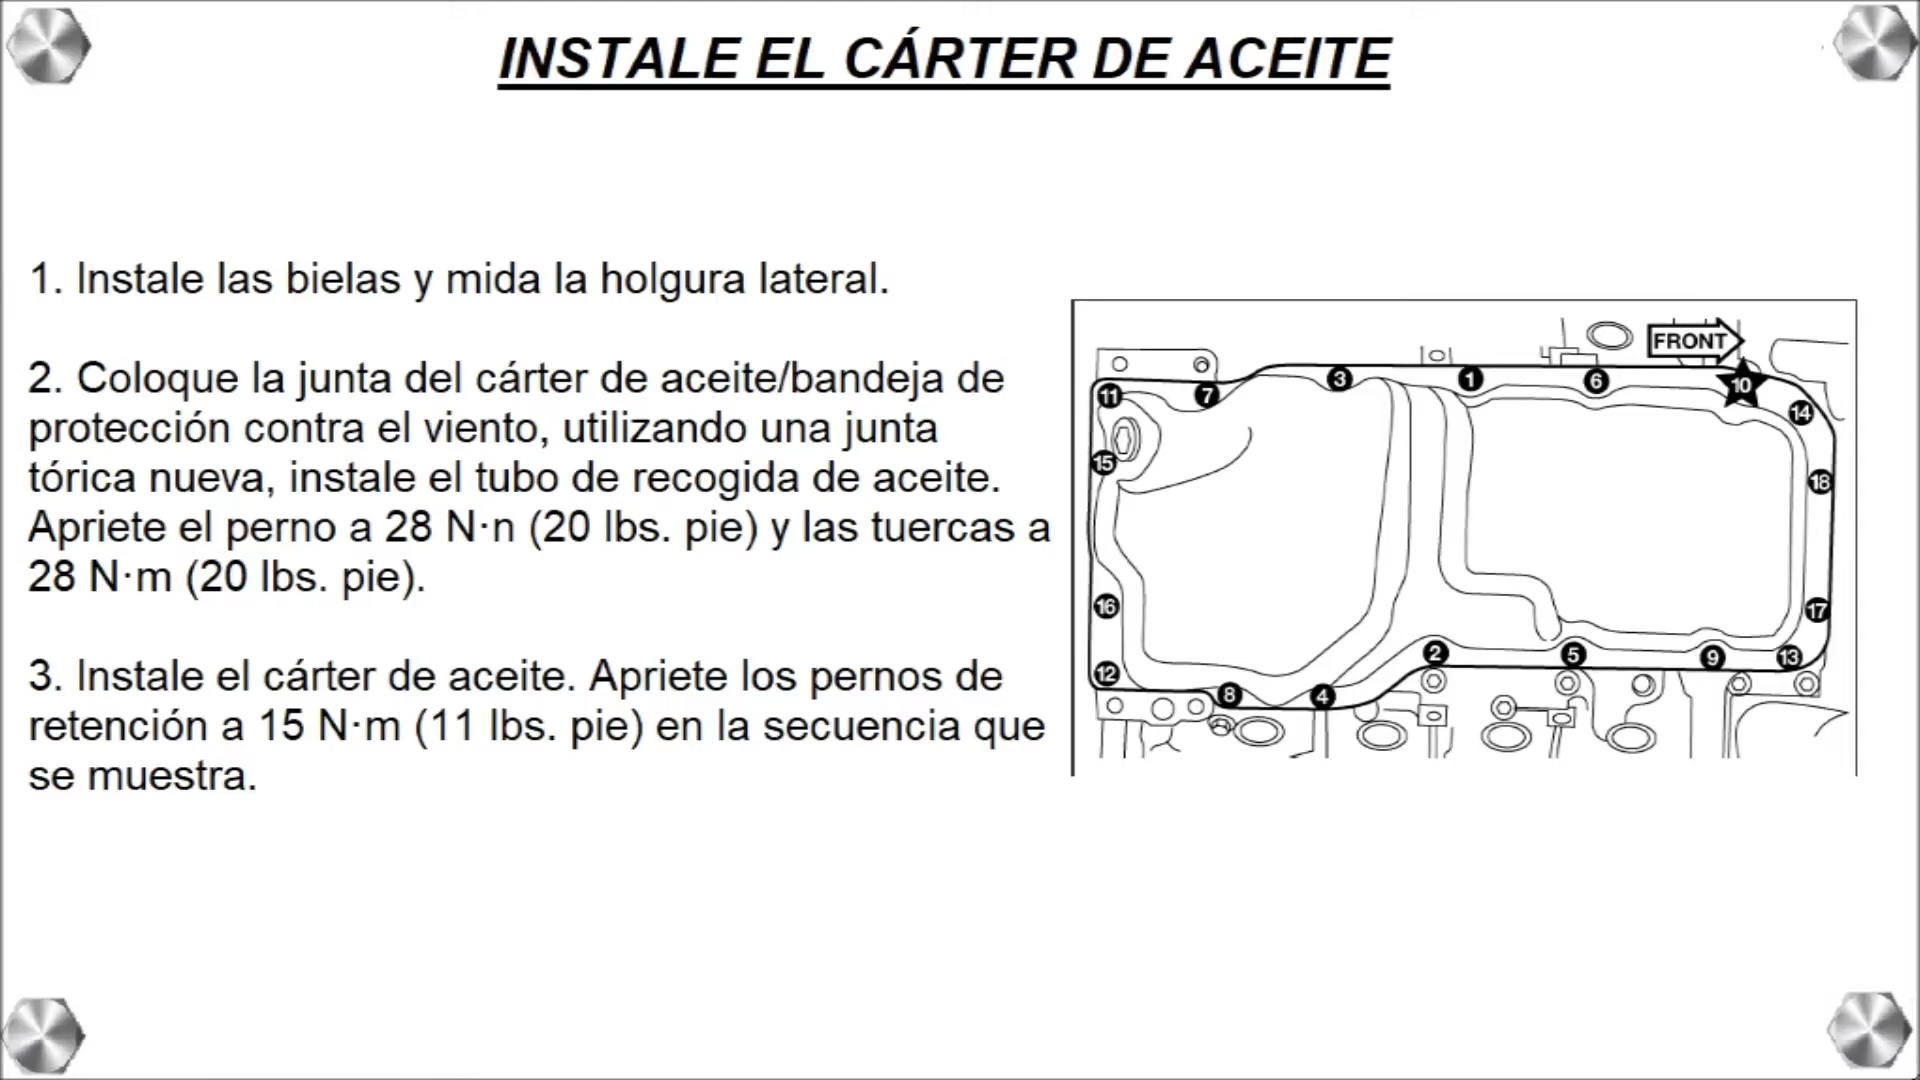 INSTALE EL CÁRTER DE ACEITE
1. Instale las bielas y mida la holgura lateral.
2. Coloque la junta del cárter de aceite/bandeja de
protección contra el viento, utilizando una junta
tórica nueva, instale el tubo de recogida de aceite.
Apriete el perno a 28 N·n (20 lbs. pie) y las tuercas a
28 N·m (20 lbs. pie).
3. Instale el cárter de aceite. Apriete los pernos de
retención a 15 N·m (11 lbs. pie) en la secuencia que
se muestra.
FRONT
11 7 3 1 6 10
14
15
18
16
17
12 8 4 2 5 9 13